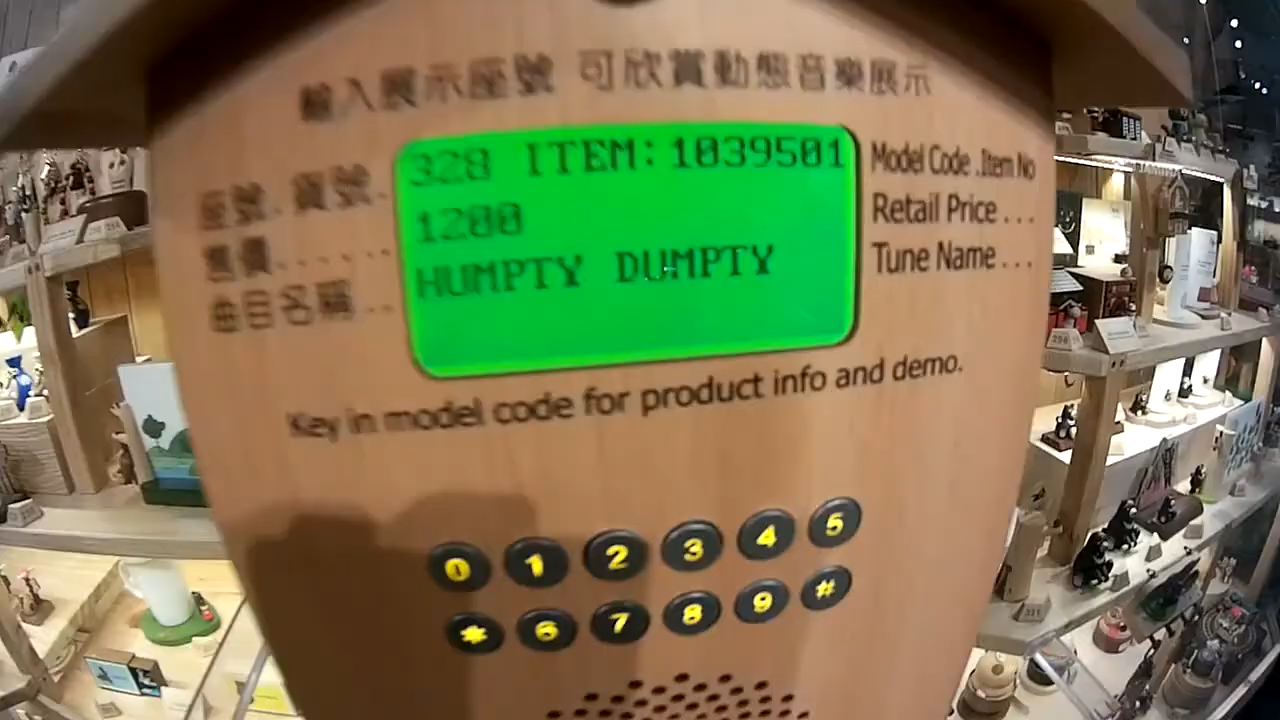 輸入展示座號 可欣賞動態音樂展示
座號.貨號.
328 ITEM:1039501
Model Code .Item No
售價......
1200
Retail Price ...
曲目名稱..
HUMPTY DUMPTY
Tune Name ...
Key in model code for product info and demo.
0 1 2 3 4 5
* 6 7 8 9 #